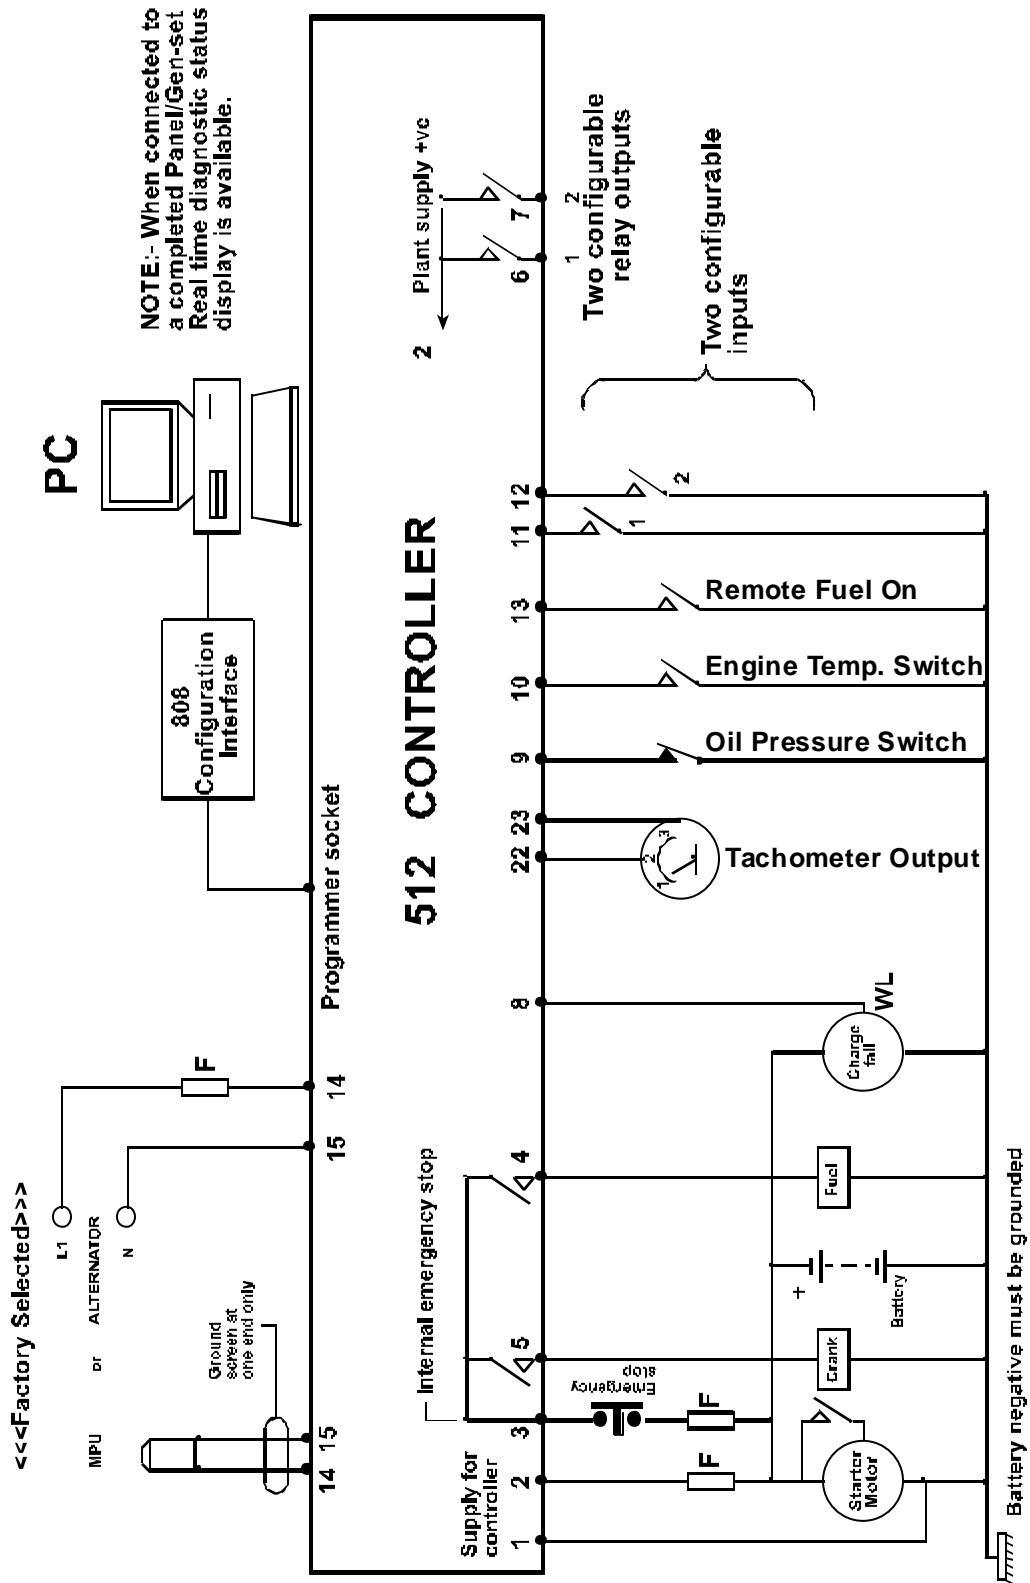 <<<Factory Selected>>>
MPU
or
ALTERNATOR
L1
N
Ground
screen at
one end only
F
PC
808
Configuration
Interface
NOTE:- When connected to
a completed Panel/Gen-set
Real time diagnostic status
display is available.
14
15
15
14
Programmer socket
512 CONTROLLER
Plant supply +ve
2
Internal emergency stop
Supply for
controller
1
2
3
5
4
8
22
23
9
10
13
11
12
6
7
1
2
Two configurable
relay outputs
Two configurable
inputs
Emergency
stop
F
F
1
2
Remote Fuel On
Engine Temp. Switch
Oil Pressure Switch
1
2
3
Tachometer Output
WL
Charge
fail
Fuel
+
Battery
Crank
Starter
Motor
Battery negative must be grounded